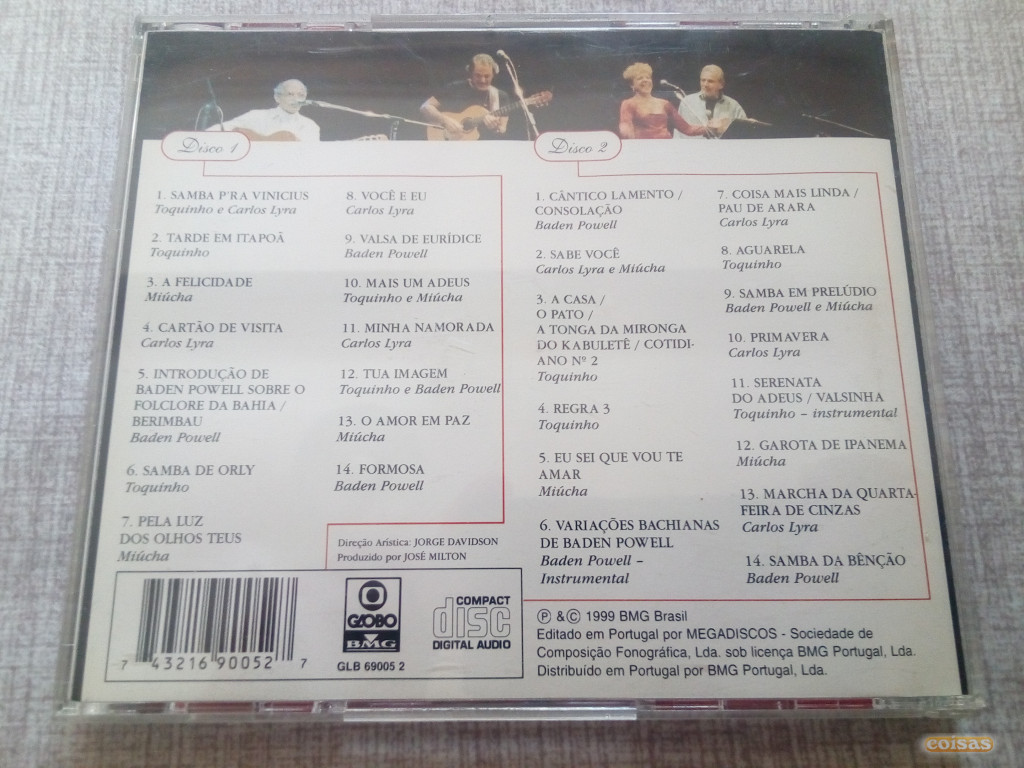 Disco 1
1. SAMBA P'RA VINICIUS
Toquinho e Carlos Lyra
2. TARDE EM ITAPOÃ
Toquinho
3. A FELICIDADE
Miúcha
4. CARTÃO DE VISITA
Carlos Lyra
5. INTRODUÇÃO DE
BADEN POWELL SOBRE O
FOLCLORE DA BAHIA /
BERIMBAU
Baden Powell
6. SAMBA DE ORLY
Toquinho
7. PELA LUZ
DOS OLHOS TEUS
Miúcha
8. VOCÊ E EU
Carlos Lyra
9. VALSA DE EURÍDICE
Baden Powell
10. MAIS UM ADEUS
Toquinho e Miúcha
11. MINHA NAMORADA
Carlos Lyra
12. TUA IMAGEM
Toquinho e Baden Powell
13. O AMOR EM PAZ
Miúcha
14. FORMOSA
Baden Powell
Direção Arística: JORGE DAVIDSON
Produzido por JOSÉ MILTON
Disco 2
1. CÂNTICO LAMENTO /
CONSOLAÇÃO
Baden Powell
2. SABE VOCÊ
Carlos Lyra e Miúcha
3. A CASA /
O PATO /
A TONGA DA MIRONGA
DO KABULETÊ / COTIDI-
ANO Nº 2
Toquinho
4. REGRA 3
Toquinho
5. EU SEI QUE VOU TE
AMAR
Miúcha
6. VARIAÇÕES BACHIANAS
DE BADEN POWELL
Baden Powell –
Instrumental
7. COISA MAIS LINDA /
PAU DE ARARA
Carlos Lyra
8. AGUARELA
Toquinho
9. SAMBA EM PRELÚDIO
Baden Powell e Miúcha
10. PRIMAVERA
Carlos Lyra
11. SERENATA
DO ADEUS / VALSINHA
Toquinho – instrumental
12. GAROTA DE IPANEMA
Miúcha
13. MARCHA DA QUARTA-
FEIRA DE CINZAS
Carlos Lyra
14. SAMBA DA BÊNÇÃO
Baden Powell
7 43216 90052 7
GLOBO
BMG
GLB 69005 2
COMPACT
disc
DIGITAL AUDIO
℗ &© 1999 BMG Brasil
Editado em Portugal por MEGADISCOS - Sociedade de
Composição Fonográfica, Lda. sob licença BMG Portugal, Lda.
Distribuído em Portugal por BMG Portugal, Lda.
coisas